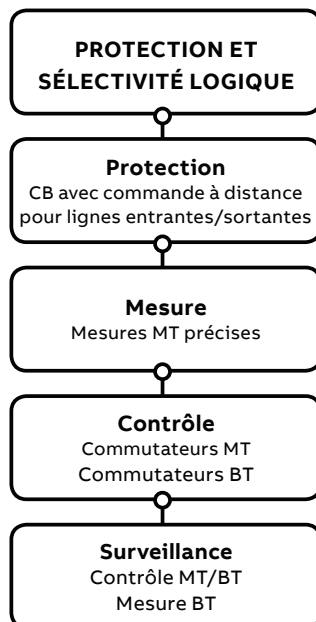 PROTECTION ET
SÉLECTIVITÉ LOGIQUE
Protection
CB avec commande à distance
pour lignes entrantes/sortantes
Mesure
Mesures MT précises
Contrôle
Commutateurs MT
Commutateurs BT
Surveillance
Contrôle MT/BT
Mesure BT